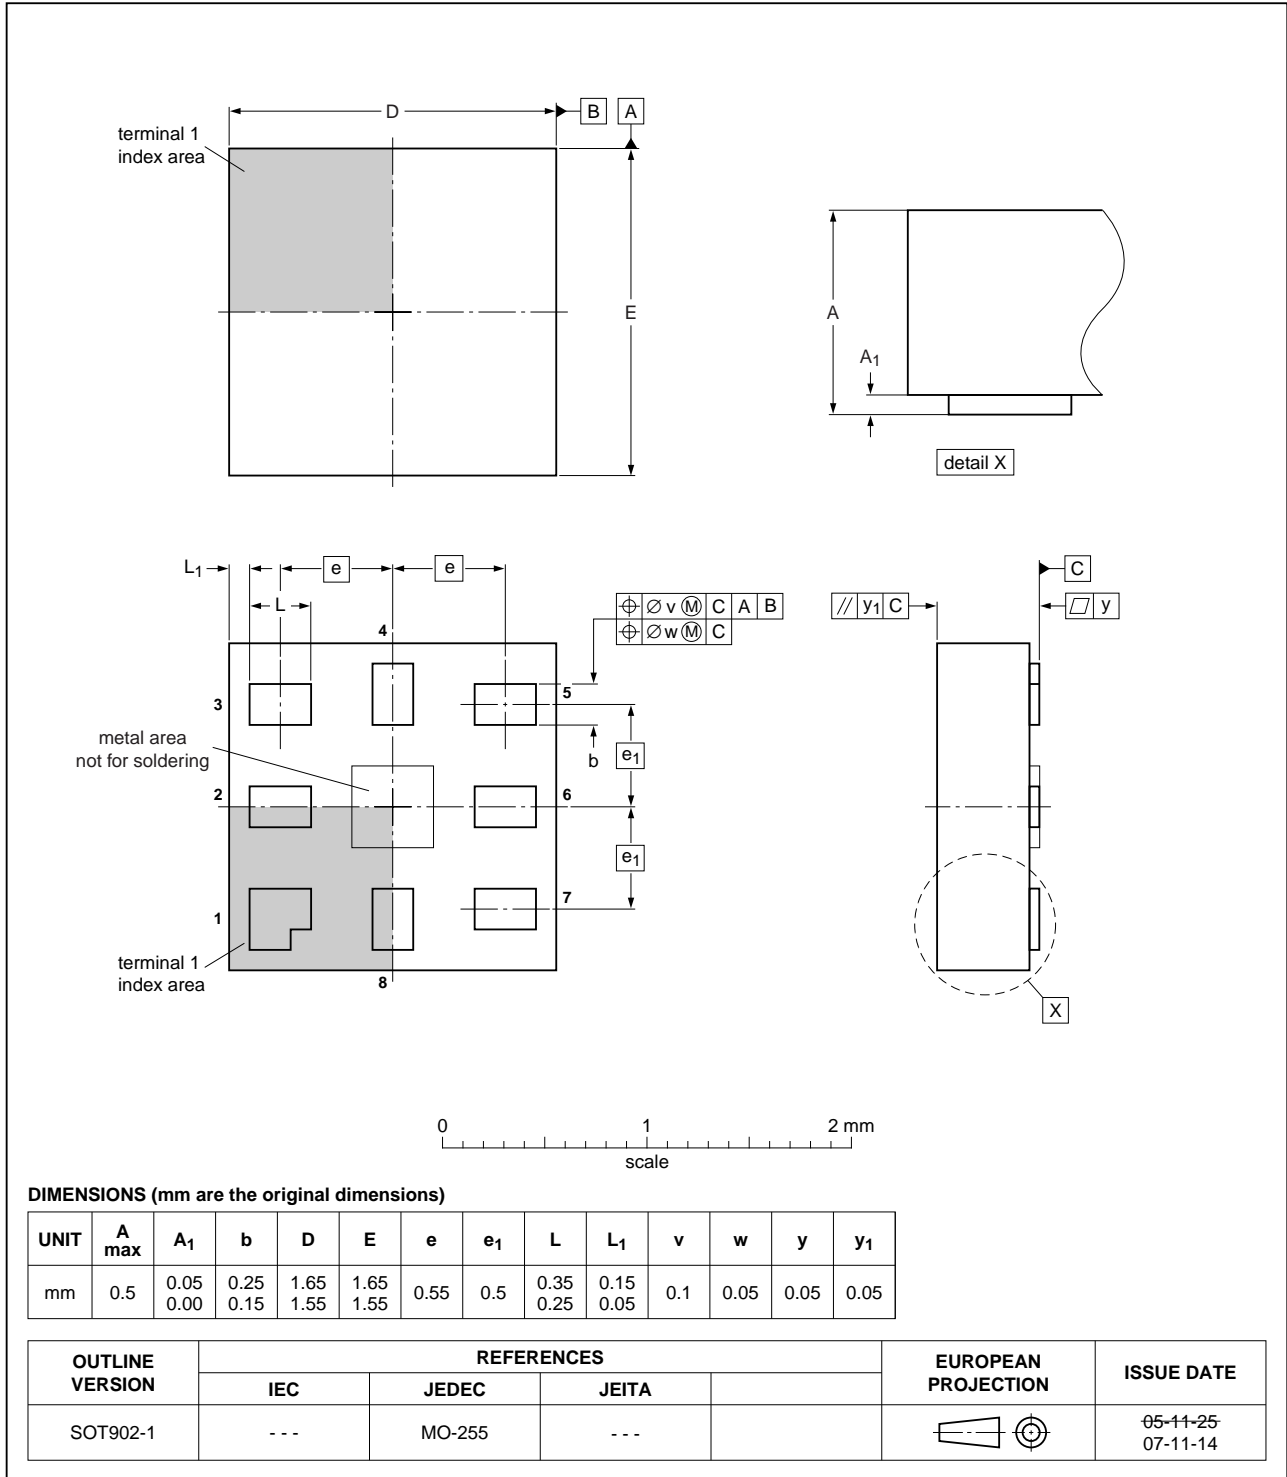 D
B
A
terminal 1
index area
E
A
A1
detail X
L1
e
e
L
C
4
⌖ ∅ v Ⓜ C A B
⌖ ∅ w Ⓜ C
// y1 C
⏥ y
3
5
metal area
not for soldering
b
e1
2
6
e1
1
7
terminal 1
index area
8
X
0 1 2 mm
scale
DIMENSIONS (mm are the original dimensions)
UNIT A max A1 b D E e e1 L L1 v w y y1
mm 0.5 0.05 0.00 0.25 0.15 1.65 1.55 1.65 1.55 0.55 0.5 0.35 0.25 0.15 0.05 0.1 0.05 0.05 0.05
OUTLINE VERSION REFERENCES EUROPEAN PROJECTION ISSUE DATE
IEC JEDEC JEITA
SOT902-1 - - - MO-255 - - - 05-11-25
07-11-14